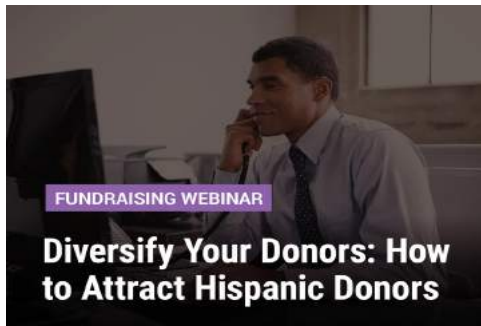 FUNDRAISING WEBINAR
Diversify Your Donors: How
to Attract Hispanic Donors